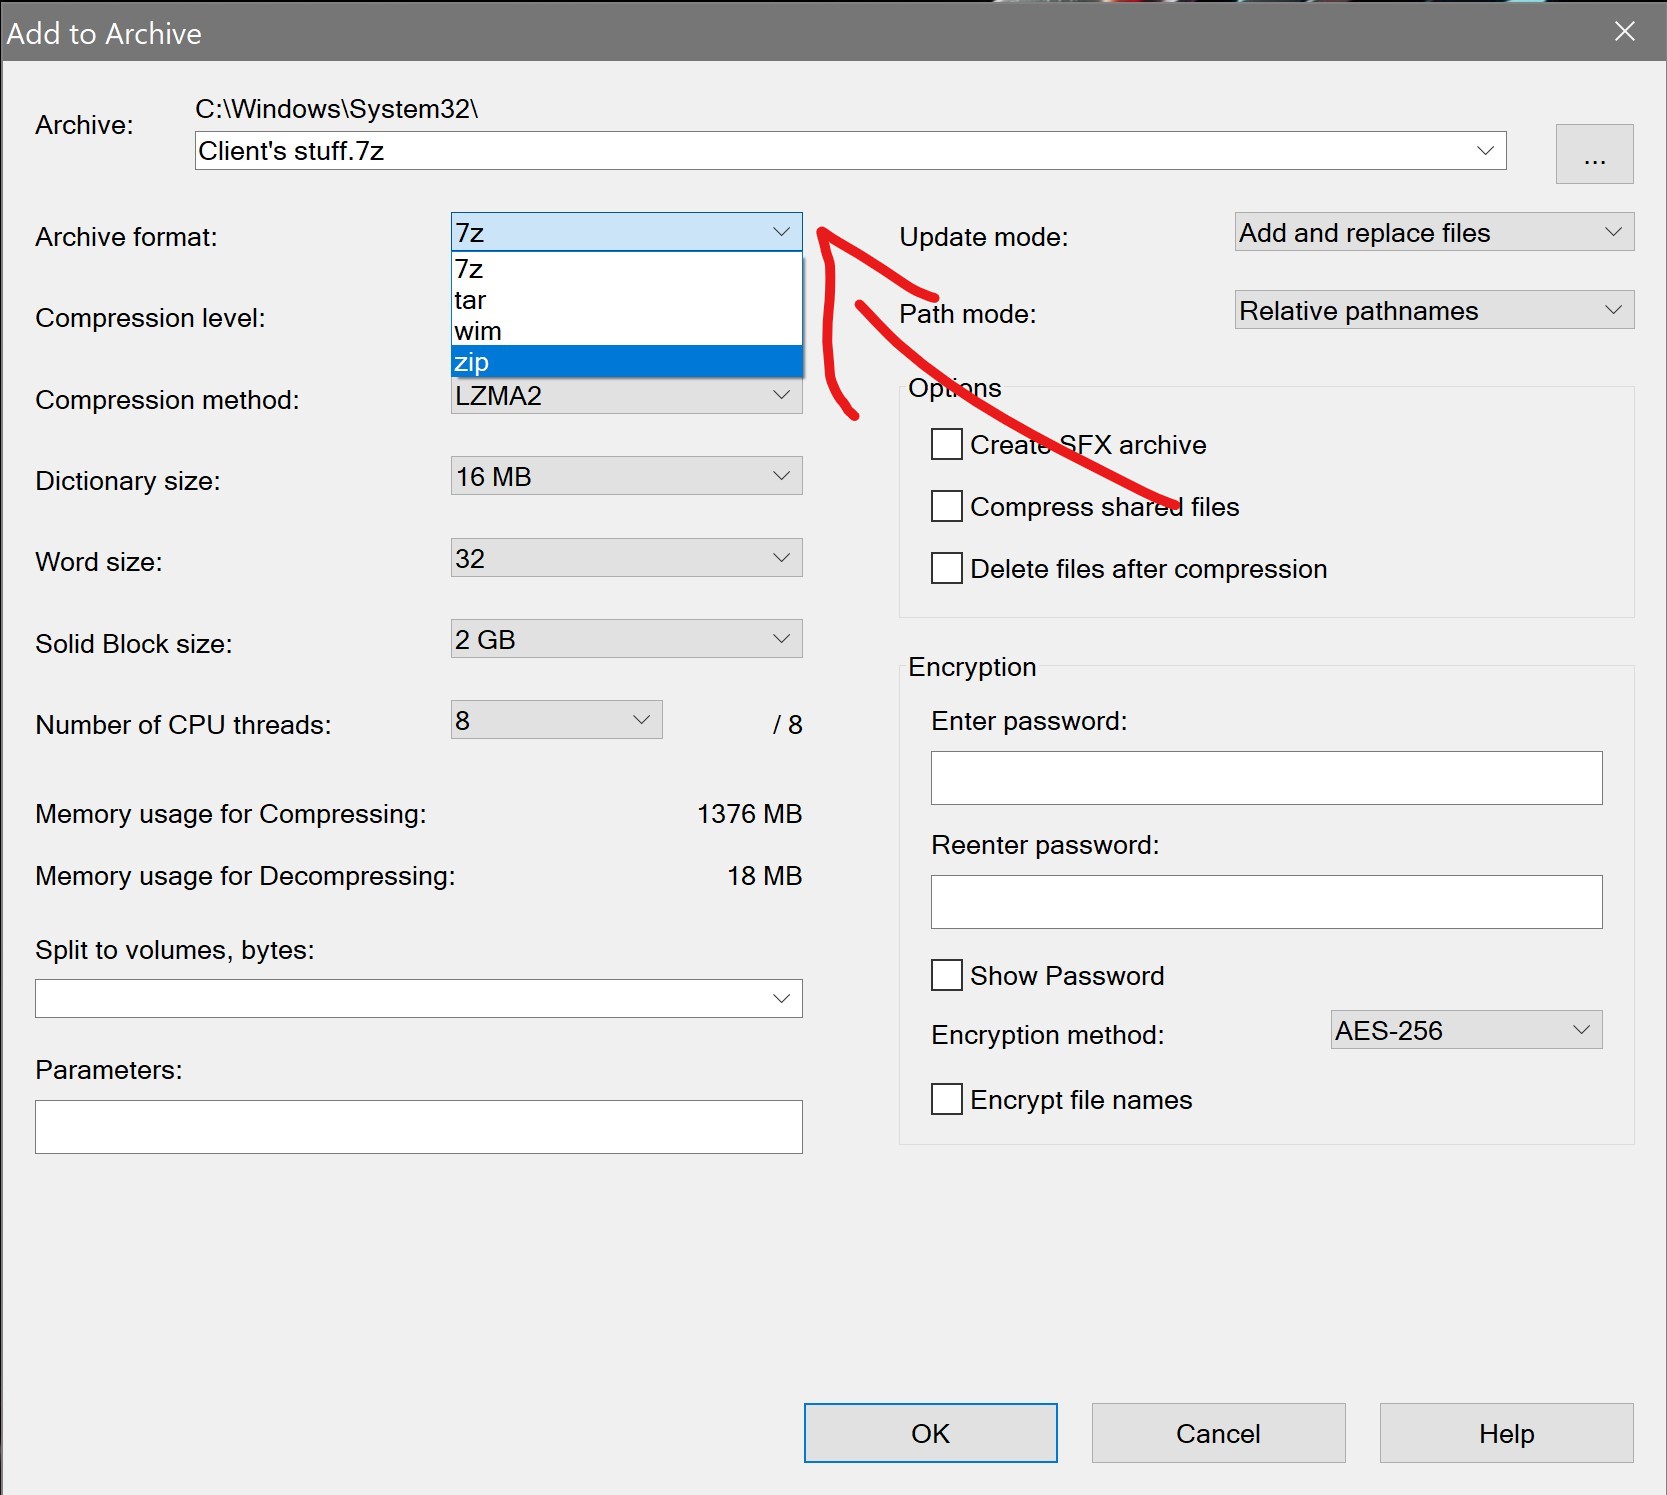 Add to Archive
Archive:
C:\Windows\System32\
Client's stuff.7z
...
Archive format:
7z
7z
tar
wim
zip
Compression level:
Compression method:
LZMA2
Dictionary size:
16 MB
Word size:
32
Solid Block size:
2 GB
Number of CPU threads:
8
/ 8
Memory usage for Compressing:
1376 MB
Memory usage for Decompressing:
18 MB
Split to volumes, bytes:
Parameters:
Update mode:
Add and replace files
Path mode:
Relative pathnames
Options
Create SFX archive
Compress shared files
Delete files after compression
Encryption
Enter password:
Reenter password:
Show Password
Encryption method:
AES-256
Encrypt file names
OK
Cancel
Help